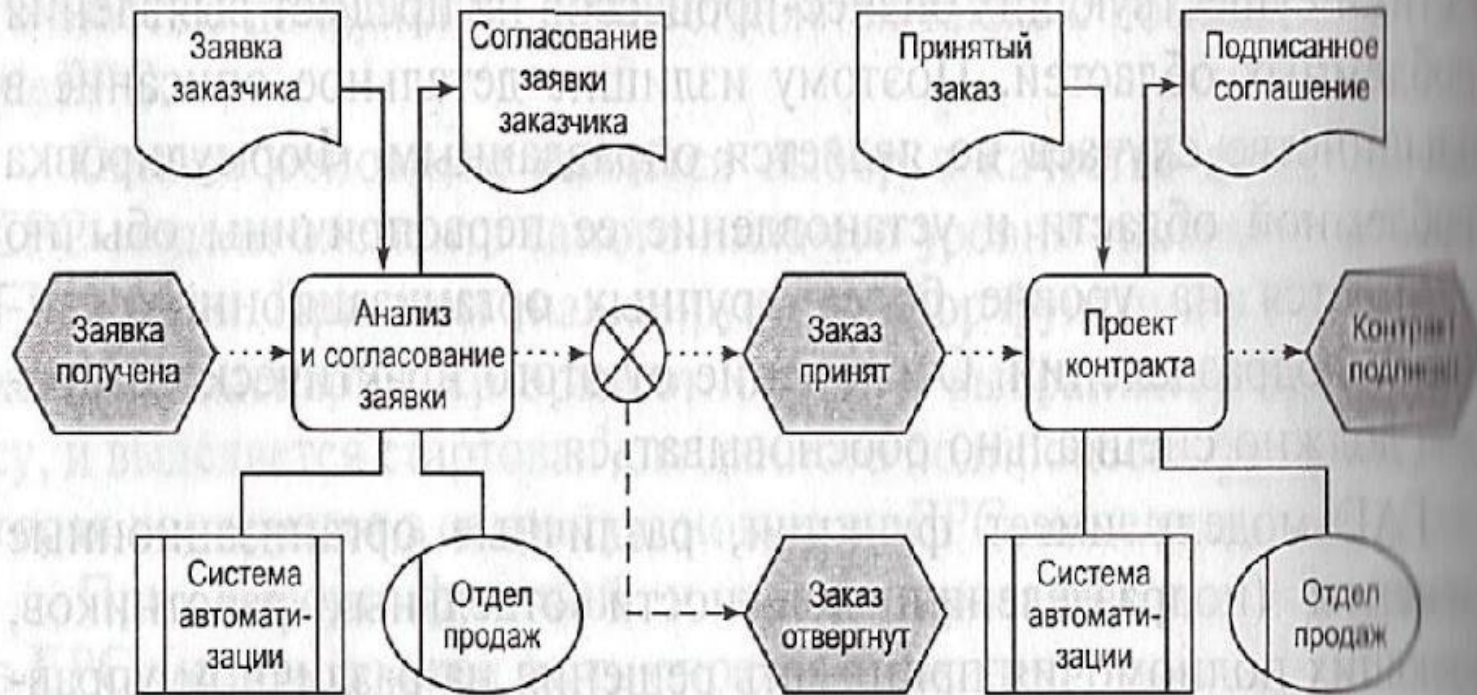 Заявка
заказчика
Согласование
заявки
заказчика
Принятый
заказ
Подписанное
соглашение
Заявка
получена
Анализ
и согласование
заявки
Заказ
принят
Проект
контракта
Контракт
Система
автомати-
зации
Отдел
продаж
Заказ
отвергнут
Система
автомати-
зации
Отдел
продаж